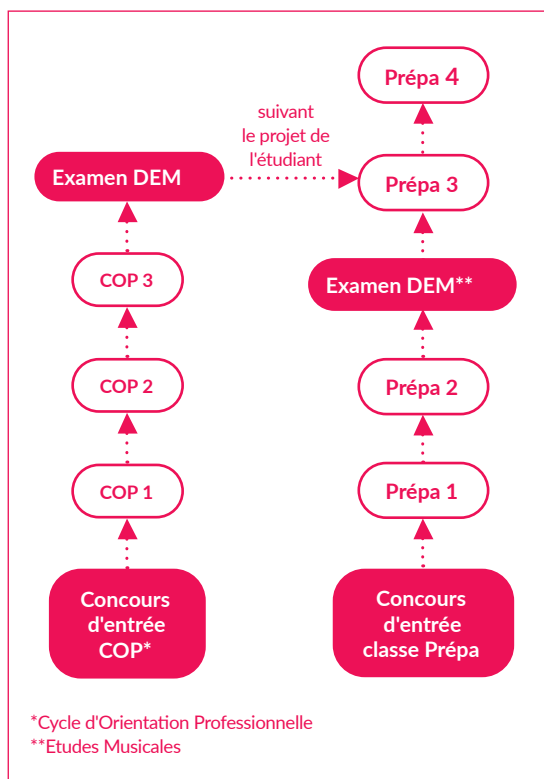 Prépa 4
suivant
le projet de
l'étudiant
Examen DEM
Prépa 3
COP 3
Examen DEM**
COP 2
Prépa 2
COP 1
Prépa 1
Concours
d'entrée
COP*
Concours
d'entrée
classe Prépa
*Cycle d'Orientation Professionnelle
**Etudes Musicales